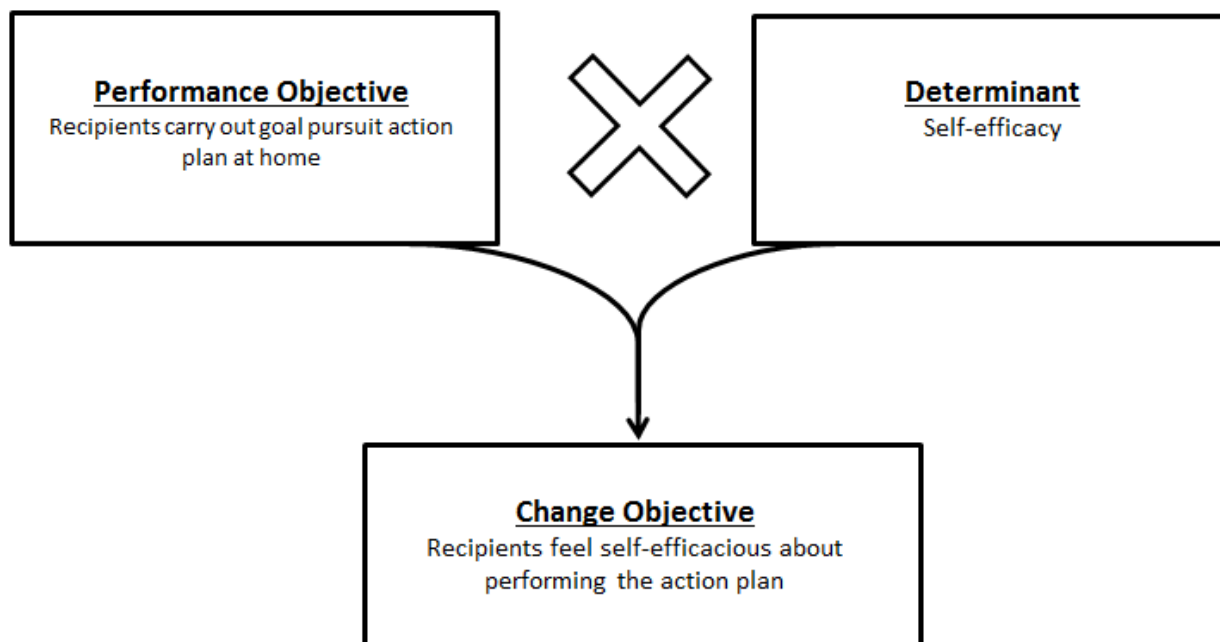 Performance Objective
Recipients carry out goal pursuit action
plan at home
Determinant
Self-efficacy
Change Objective
Recipients feel self-efficacious about
performing the action plan